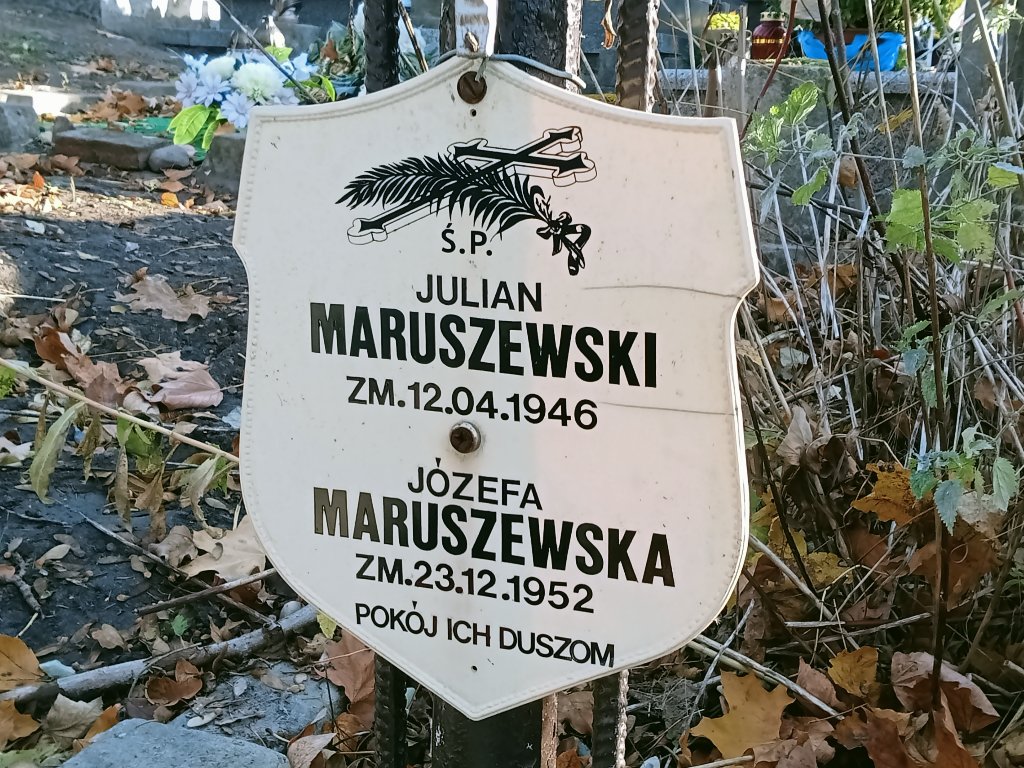 Ś.P.
JULIAN
MARUSZEWSKI
ZM.12.04.1946
JÓZEFA
MARUSZEWSKA
ZM.23.12.1952
POKÓJ ICH DUSZOM